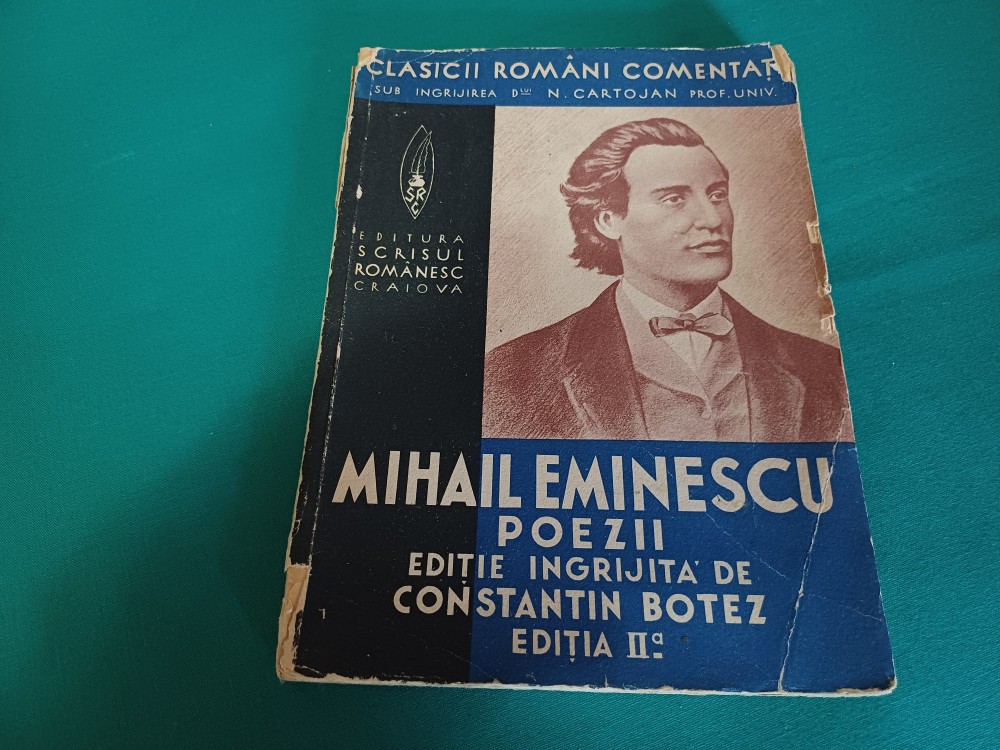 CLASICII ROMÂNI COMENTAȚI
SUB INGRIJIREA DLUI N. CARTOJAN PROF. UNIV.
SRC
EDITURA
SCRISUL
ROMÂNESC
CRAIOVA
MIHAIL EMINESCU
POEZII
EDIȚIE INGRIJITĂ DE
CONSTANTIN BOTEZ
EDIȚIA IIa